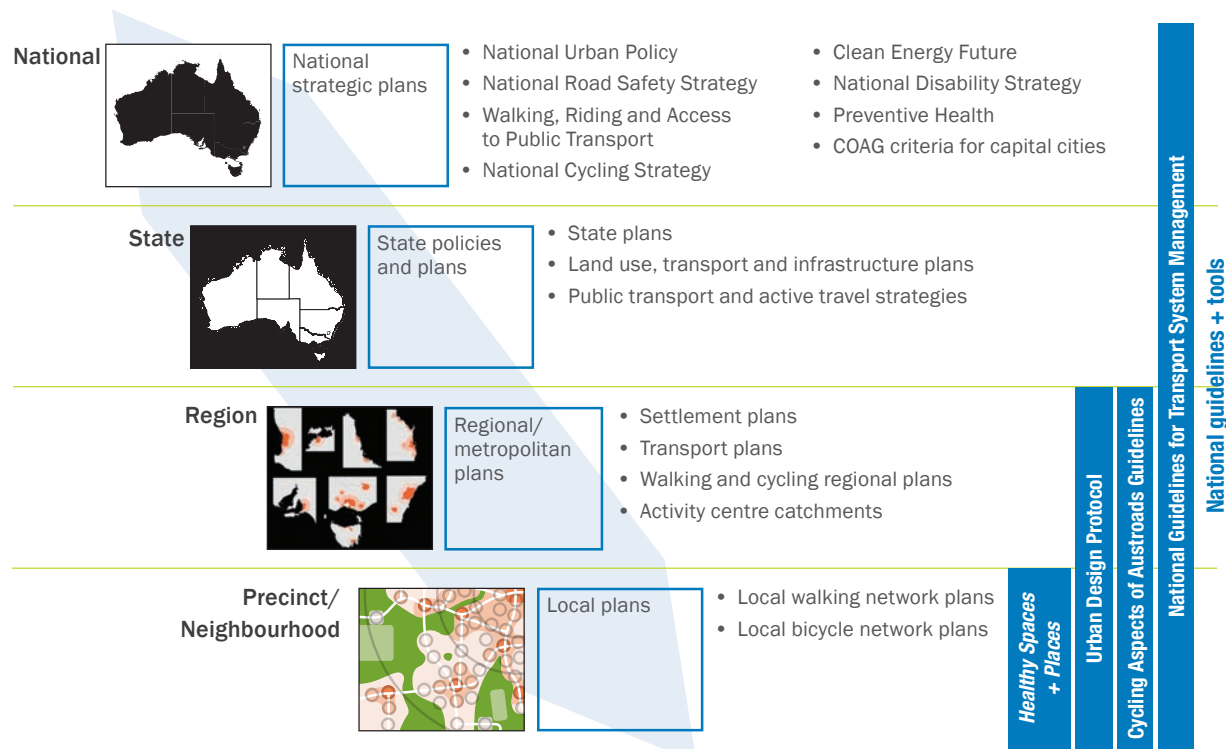 National
National
strategic plans
• National Urban Policy
• National Road Safety Strategy
• Walking, Riding and Access
to Public Transport
• National Cycling Strategy
• Clean Energy Future
• National Disability Strategy
• Preventive Health
• COAG criteria for capital cities
State
State policies
and plans
• State plans
• Land use, transport and infrastructure plans
• Public transport and active travel strategies
Region
Regional/
metropolitan
plans
• Settlement plans
• Transport plans
• Walking and cycling regional plans
• Activity centre catchments
Precinct/
Neighbourhood
Local plans
• Local walking network plans
• Local bicycle network plans
Healthy Spaces
+ Places
Urban Design Protocol
Cycling Aspects of Austroads Guidelines
National Guidelines for Transport System Management
National guidelines + tools